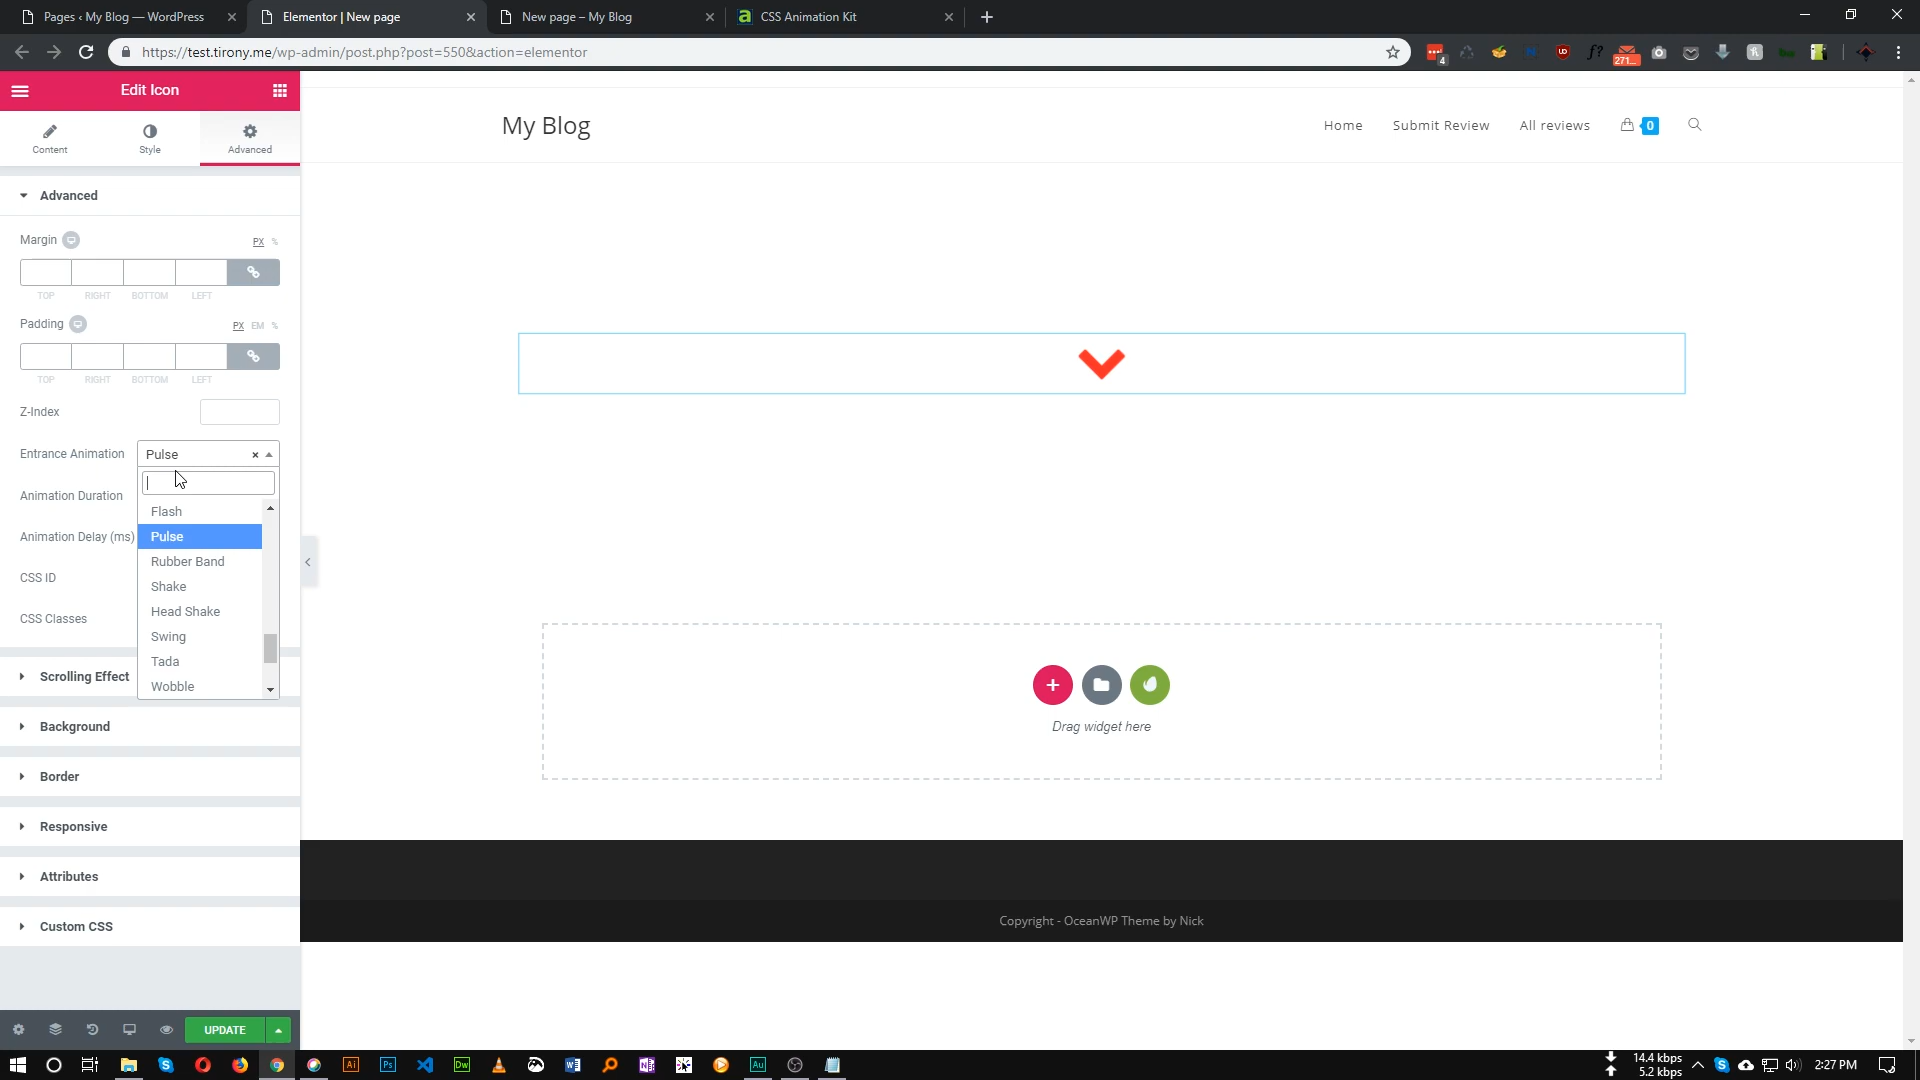 Pages ‹ My Blog — WordPress
Elementor | New page
New page – My Blog
CSS Animation Kit
https://test.tirony.me/wp-admin/post.php?post=550&action=elementor
4
271...
Edit Icon
Content
Style
Advanced
My Blog
Home
Submit Review
All reviews
0
Advanced
Margin
PX %
TOP RIGHT BOTTOM LEFT
Padding
PX EM %
TOP RIGHT BOTTOM LEFT
Z-Index
Entrance Animation
Pulse
Animation Duration
Animation Delay (ms)
CSS ID
CSS Classes
Flash
Pulse
Rubber Band
Shake
Head Shake
Swing
Tada
Wobble
Scrolling Effect
Background
Border
Responsive
Attributes
Custom CSS
Drag widget here
Copyright - OceanWP Theme by Nick
UPDATE
14.4 kbps
5.2 kbps
2:27 PM